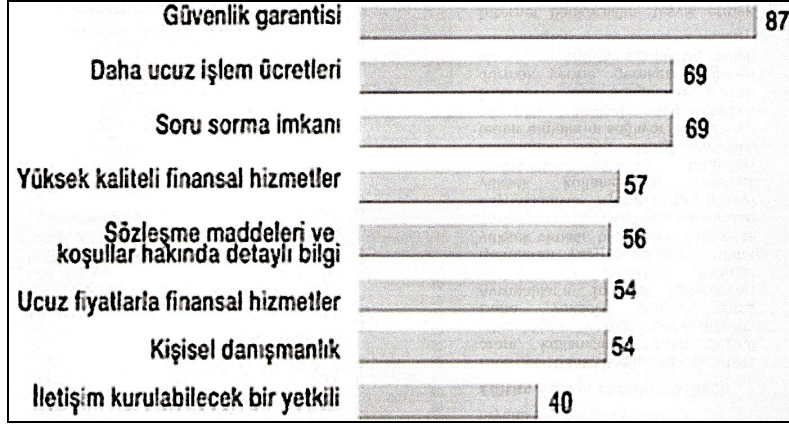 Güvenlik garantisi 87
Daha ucuz işlem ücretleri 69
Soru sorma imkanı 69
Yüksek kaliteli finansal hizmetler 57
Sözleşme maddeleri ve
koşullar hakında detaylı bilgi 56
Ucuz fiyatlarla finansal hizmetler 54
Kişisel danışmanlık 54
İletişim kurulabilecek bir yetkili 40